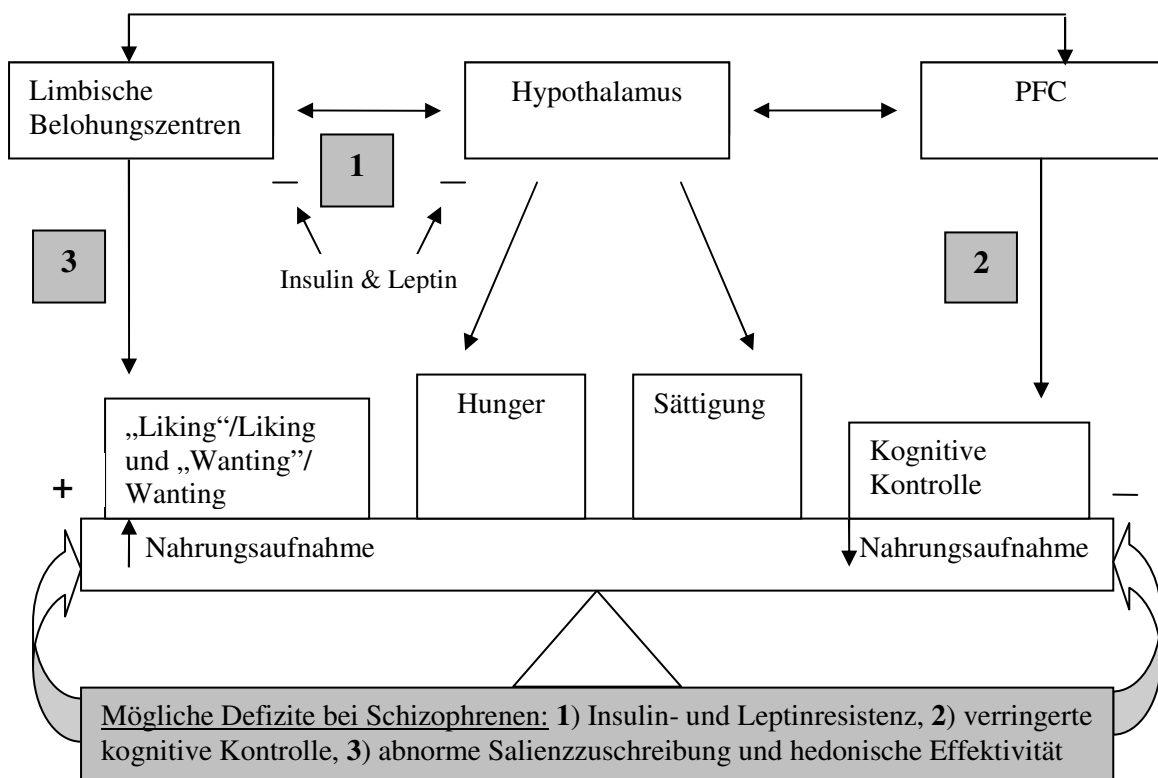 Limbische
Belohungszentren
Hypothalamus
PFC
1
3
Insulin & Leptin
2
„Liking“/Liking
und „Wanting”/
Wanting
Hunger
Sättigung
Kognitive
Kontrolle
+
—
Nahrungsaufnahme
Nahrungsaufnahme
Mögliche Defizite bei Schizophrenen: 1) Insulin- und Leptinresistenz, 2) verringerte
kognitive Kontrolle, 3) abnorme Salienzzuschreibung und hedonische Effektivität